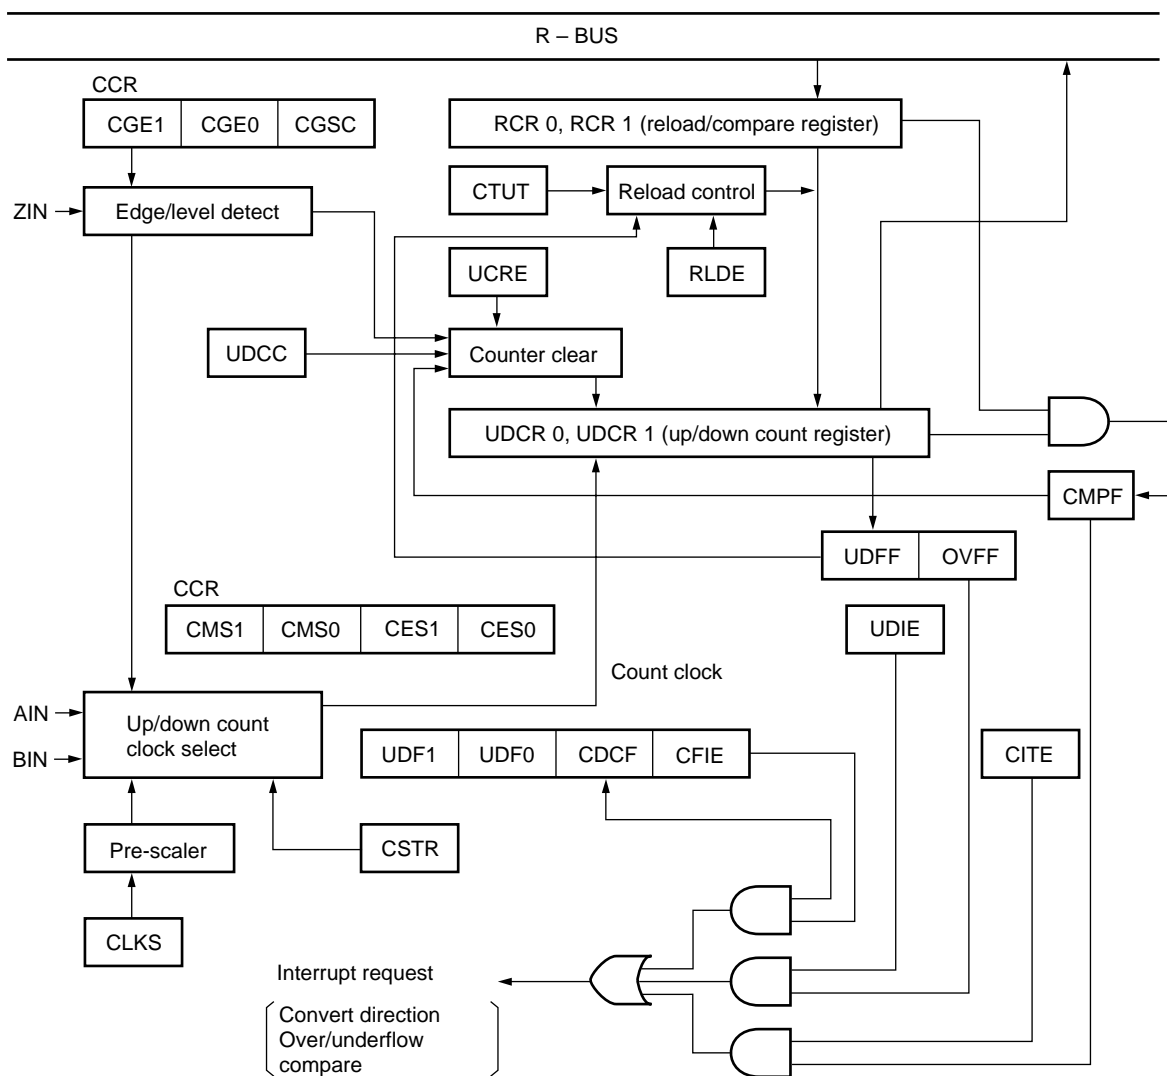 R – BUS
CCR
CGE1 CGE0 CGSC
RCR 0, RCR 1 (reload/compare register)
CTUT
Reload control
ZIN
Edge/level detect
UCRE
RLDE
UDCC
Counter clear
UDCR 0, UDCR 1 (up/down count register)
CMPF
UDFF OVFF
CCR
CMS1 CMS0 CES1 CES0
UDIE
Count clock
AIN
BIN
Up/down count
clock select
UDF1 UDF0 CDCF CFIE
CITE
Pre-scaler
CSTR
CLKS
Interrupt request
Convert direction
Over/underflow
compare